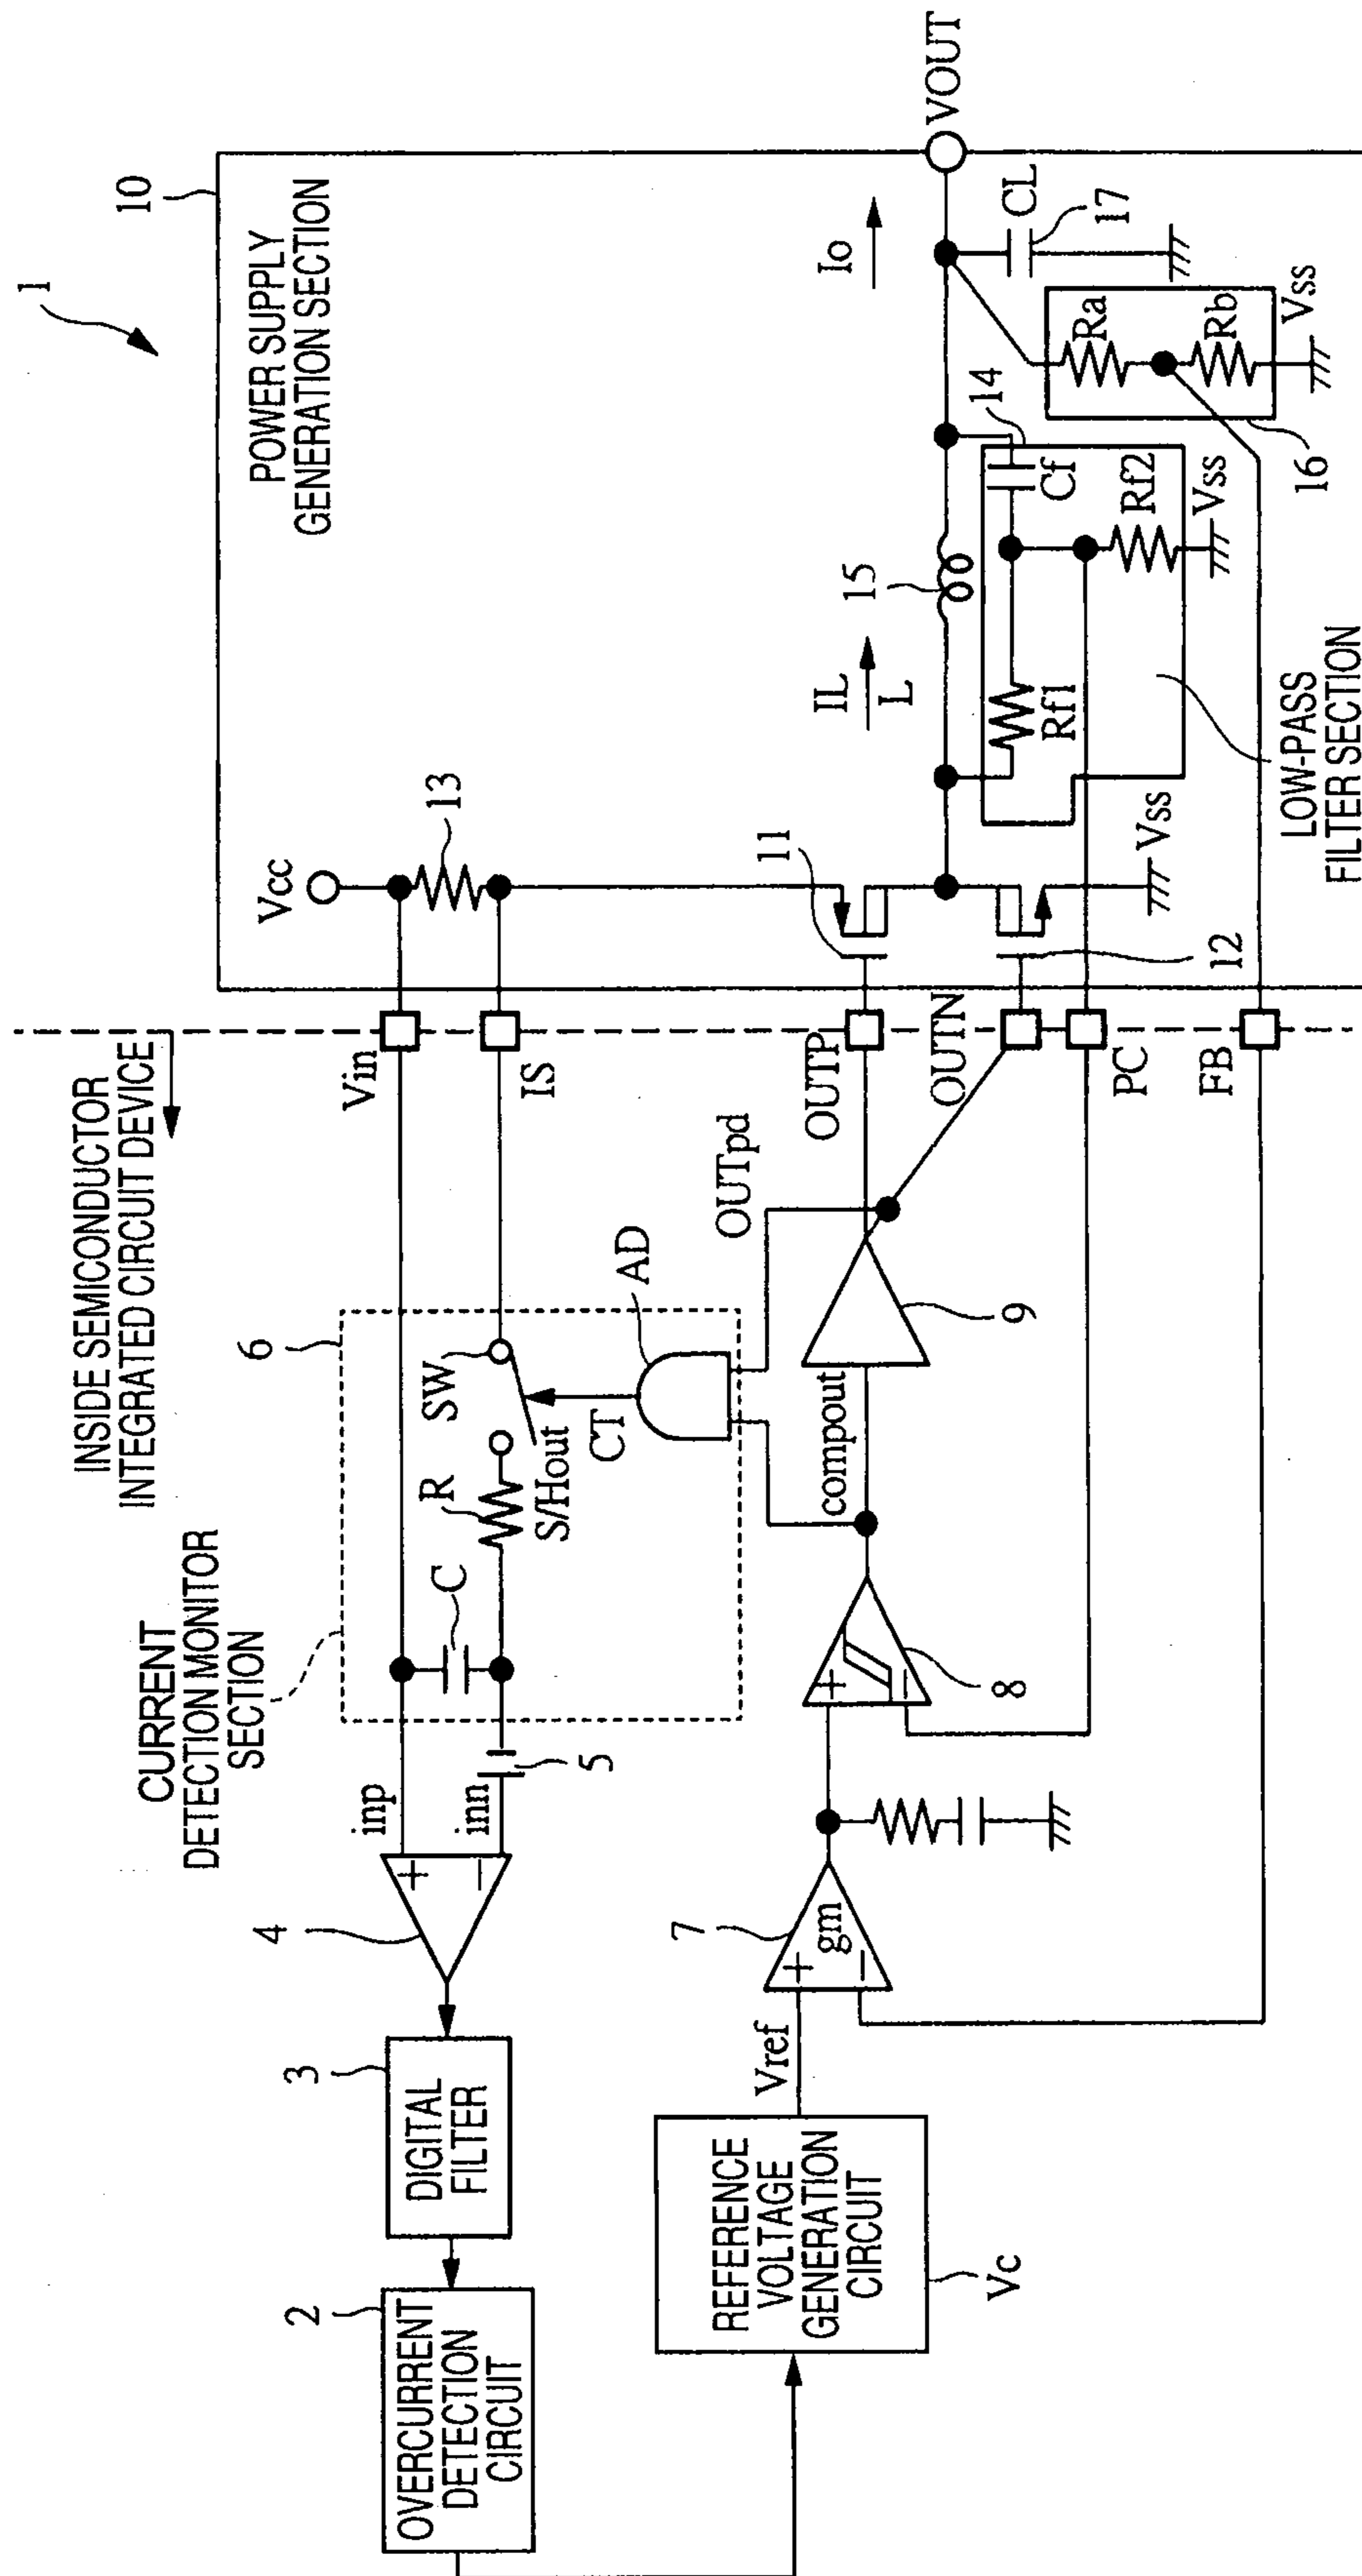 1
INSIDE SEMICONDUCTOR
INTEGRATED CIRCUIT DEVICE
10
POWER SUPPLY
GENERATION SECTION
CURRENT
DETECTION MONITOR
SECTION
6
Vcc
13
2
OVERCURRENT
DETECTION
CIRCUIT
3
DIGITAL
FILTER
4
+
−
inp
inn
5
C
R
S/Hout
SW
CT
AD
Vin
IS
REFERENCE
VOLTAGE
GENERATION
CIRCUIT
Vc
Vref
7
+
−
gm
+
−
8
compout
9
OUTpd
OUTP
OUTN
PC
FB
11
12
Vss
IL
L
15
Rf1
Cf
Rf2
Vss
14
LOW-PASS
FILTER SECTION
Io
VOUT
CL
17
Ra
Rb
Vss
16